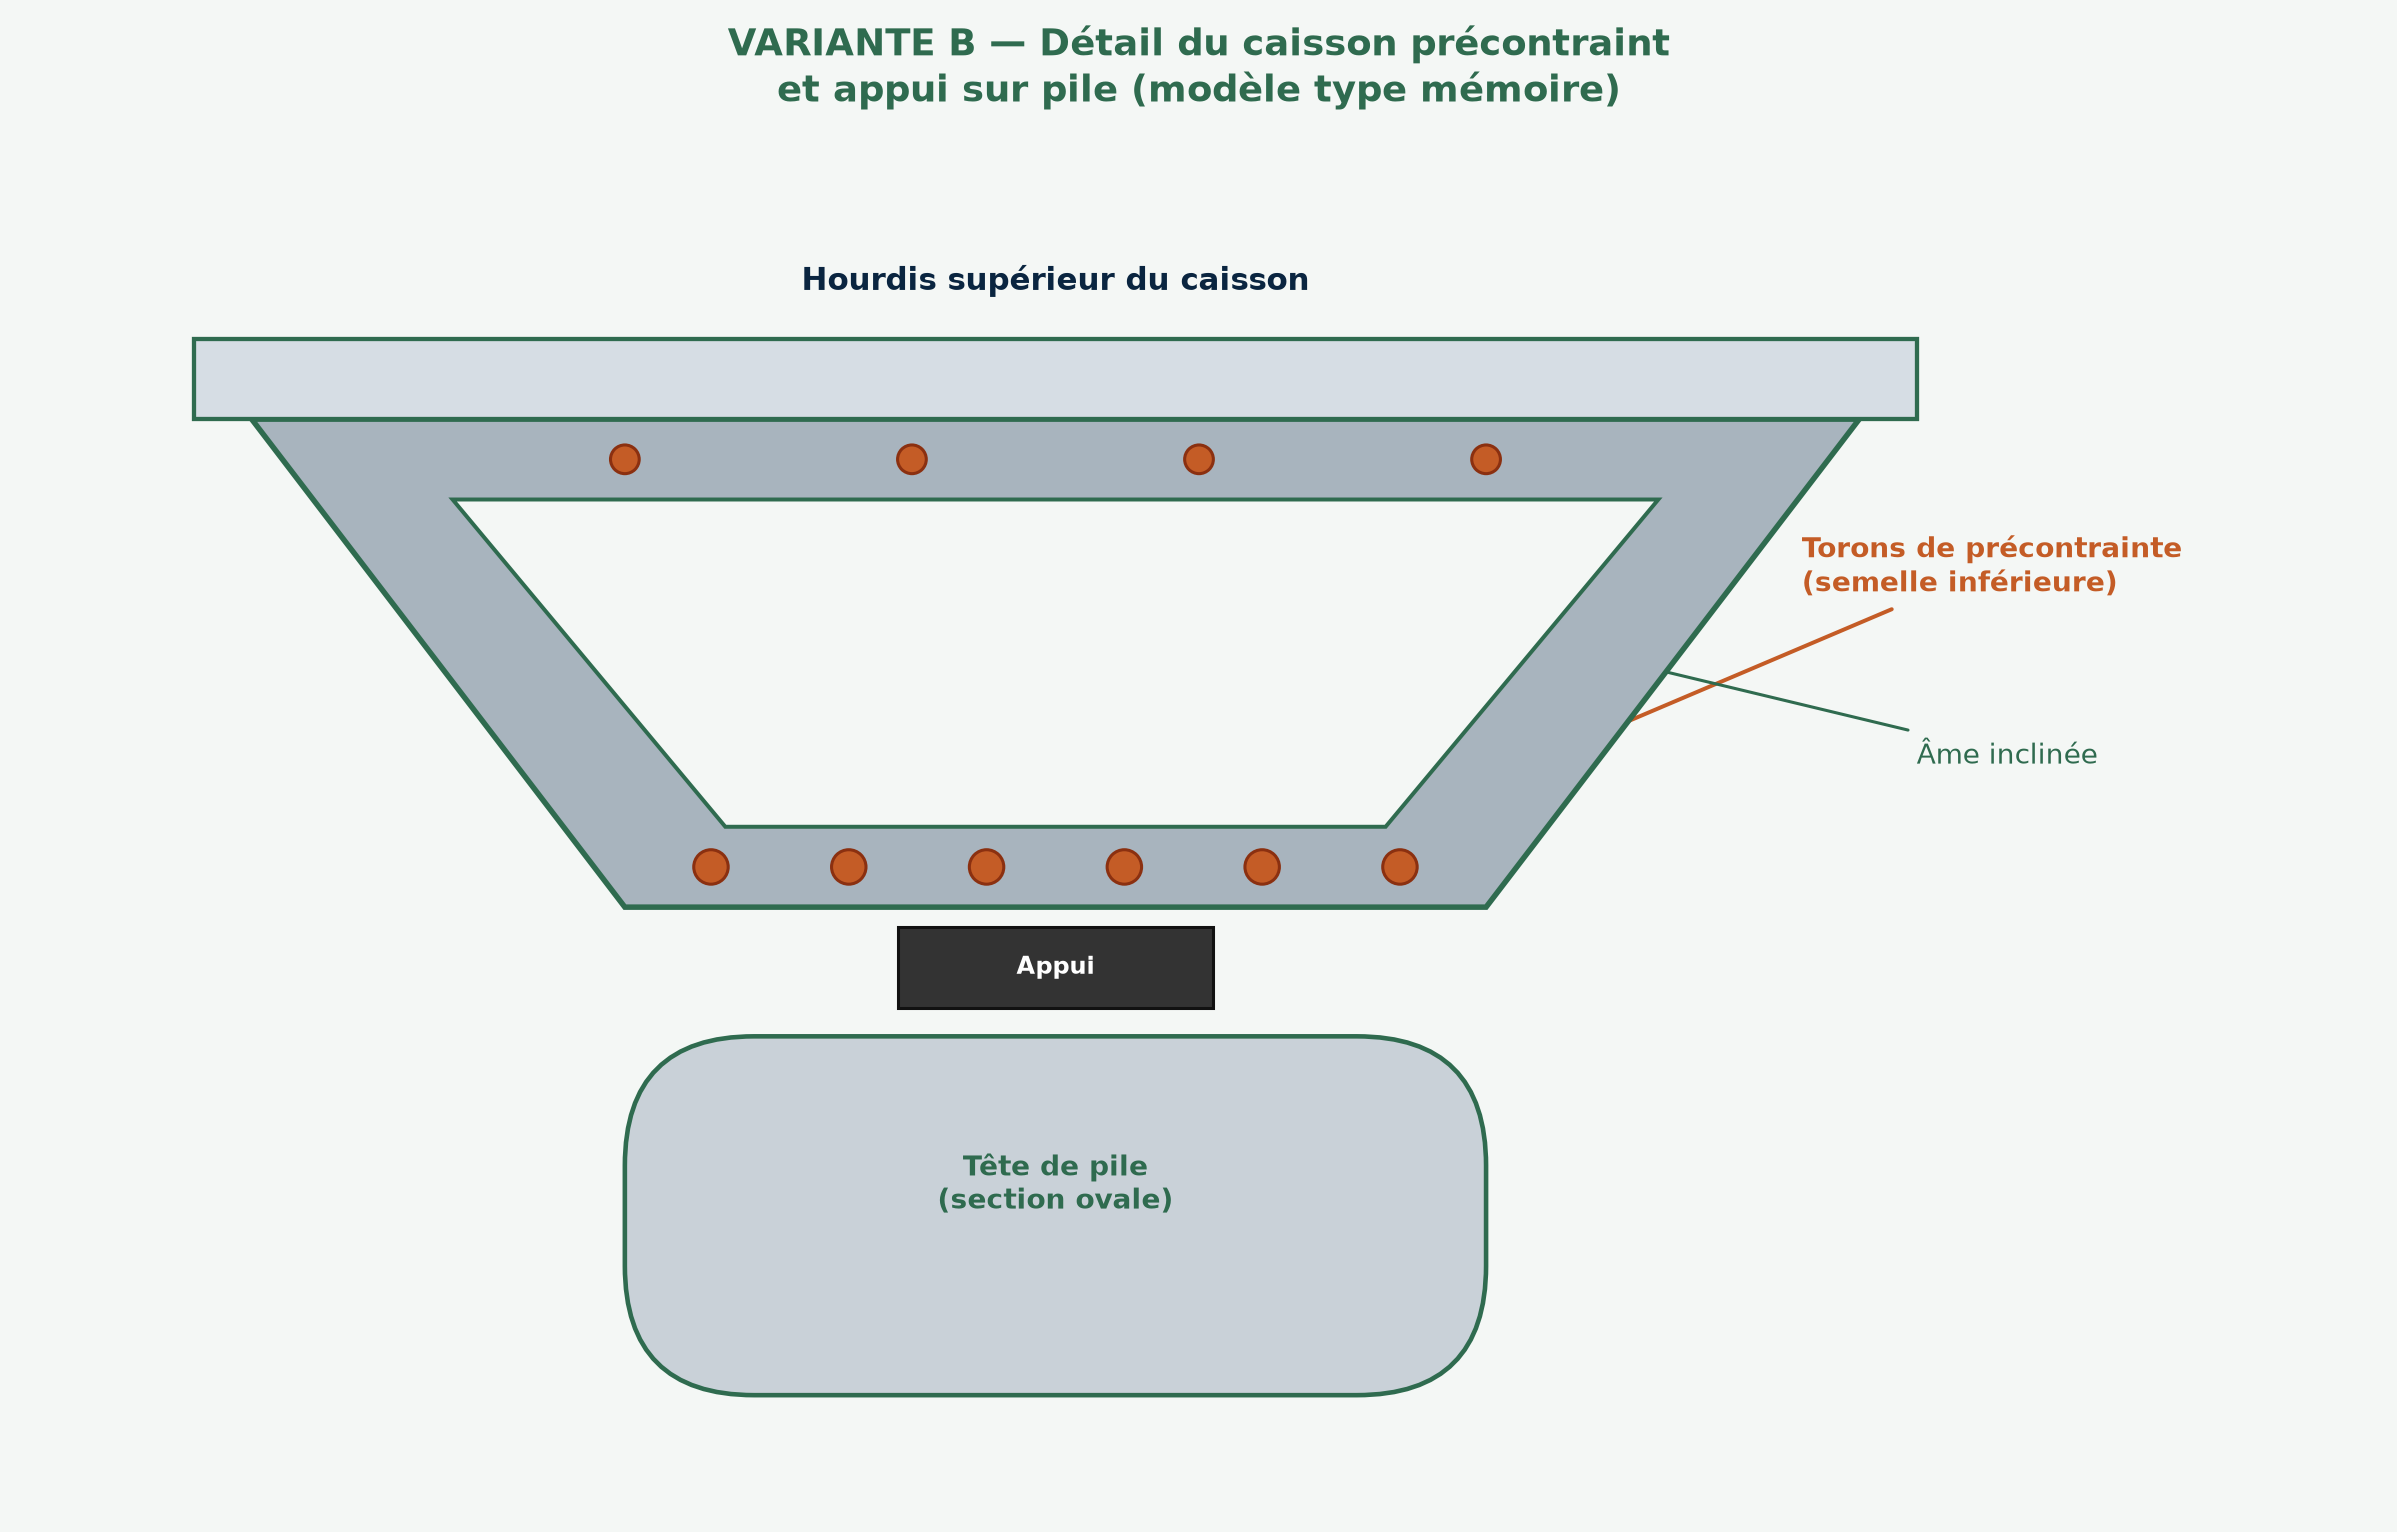 VARIANTE B — Détail du caisson précontraint
et appui sur pile (modèle type mémoire)
Hourdis supérieur du caisson
Torons de précontrainte
(semelle inférieure)
Âme inclinée
Appui
Tête de pile
(section ovale)